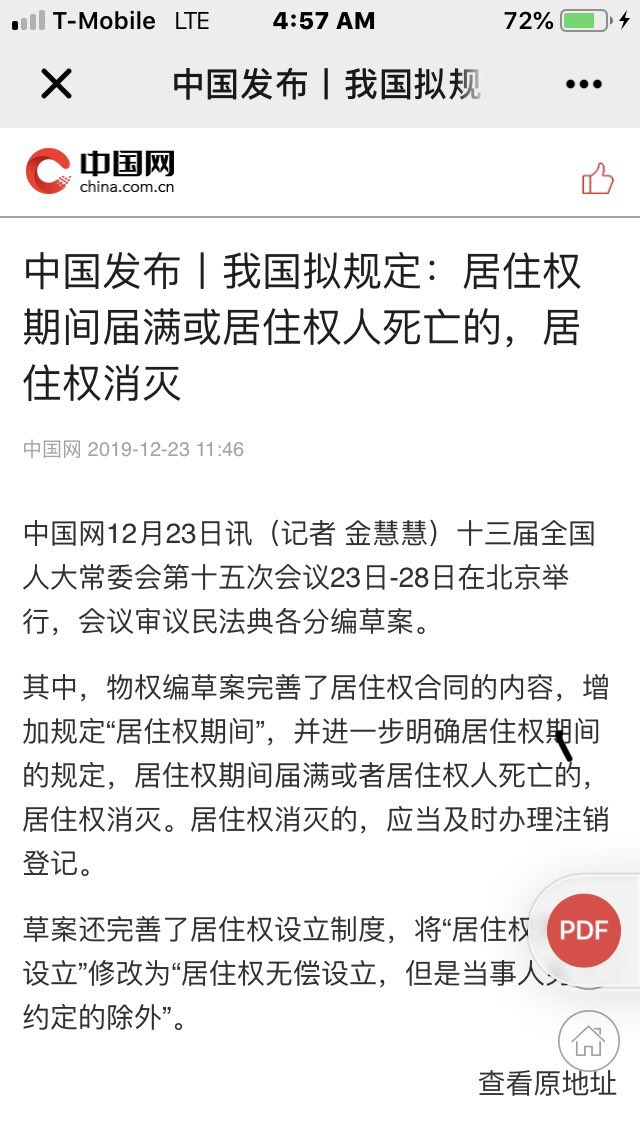 T-Mobile LTE 4:57 AM 72%
中国发布丨我国拟规
中国网
china.com.cn
中国发布丨我国拟规定：居住权
期间届满或居住权人死亡的，居
住权消灭
中国网 2019-12-23 11:46
中国网12月23日讯（记者 金慧慧）十三届全国
人大常委会第十五次会议23日-28日在北京举
行，会议审议民法典各分编草案。
其中，物权编草案完善了居住权合同的内容，增
加规定“居住权期间”，并进一步明确居住权期间
的规定，居住权期间届满或者居住权人死亡的，
居住权消灭。居住权消灭的，应当及时办理注销
登记。
草案还完善了居住权设立制度，将“居住权
设立”修改为“居住权无偿设立，但是当事人
约定的除外”。
PDF
查看原地址